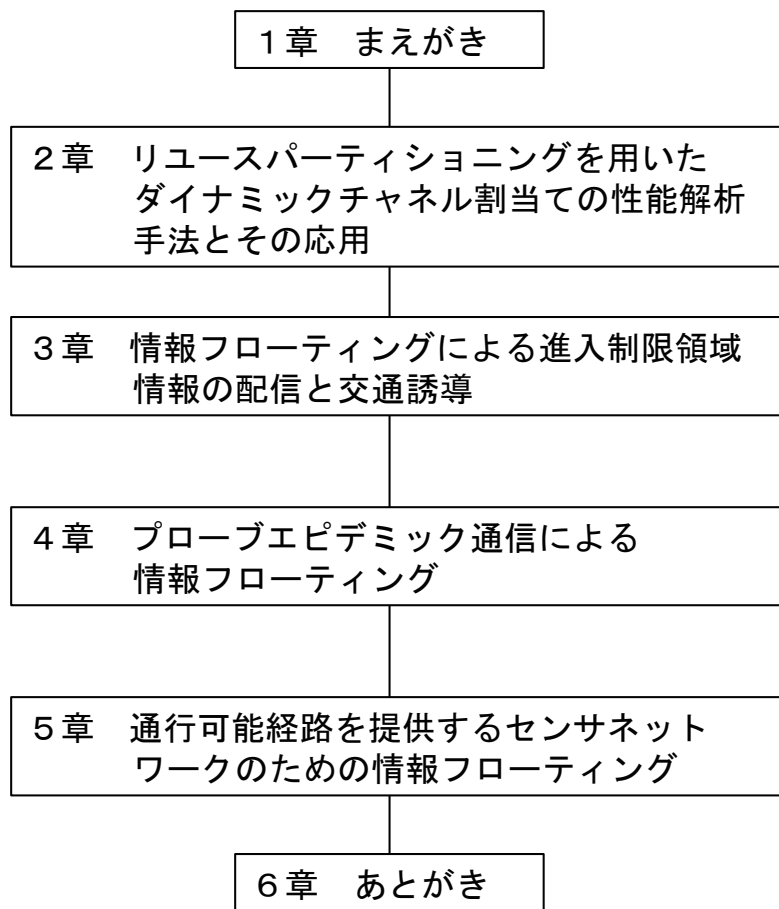 １章　まえがき
２章　リユースパーティショニングを用いた
ダイナミックチャネル割当ての性能解析
手法とその応用
３章　情報フローティングによる進入制限領域
情報の配信と交通誘導
４章　プローブエピデミック通信による
情報フローティング
５章　通行可能経路を提供するセンサネット
ワークのための情報フローティング
６章　あとがき